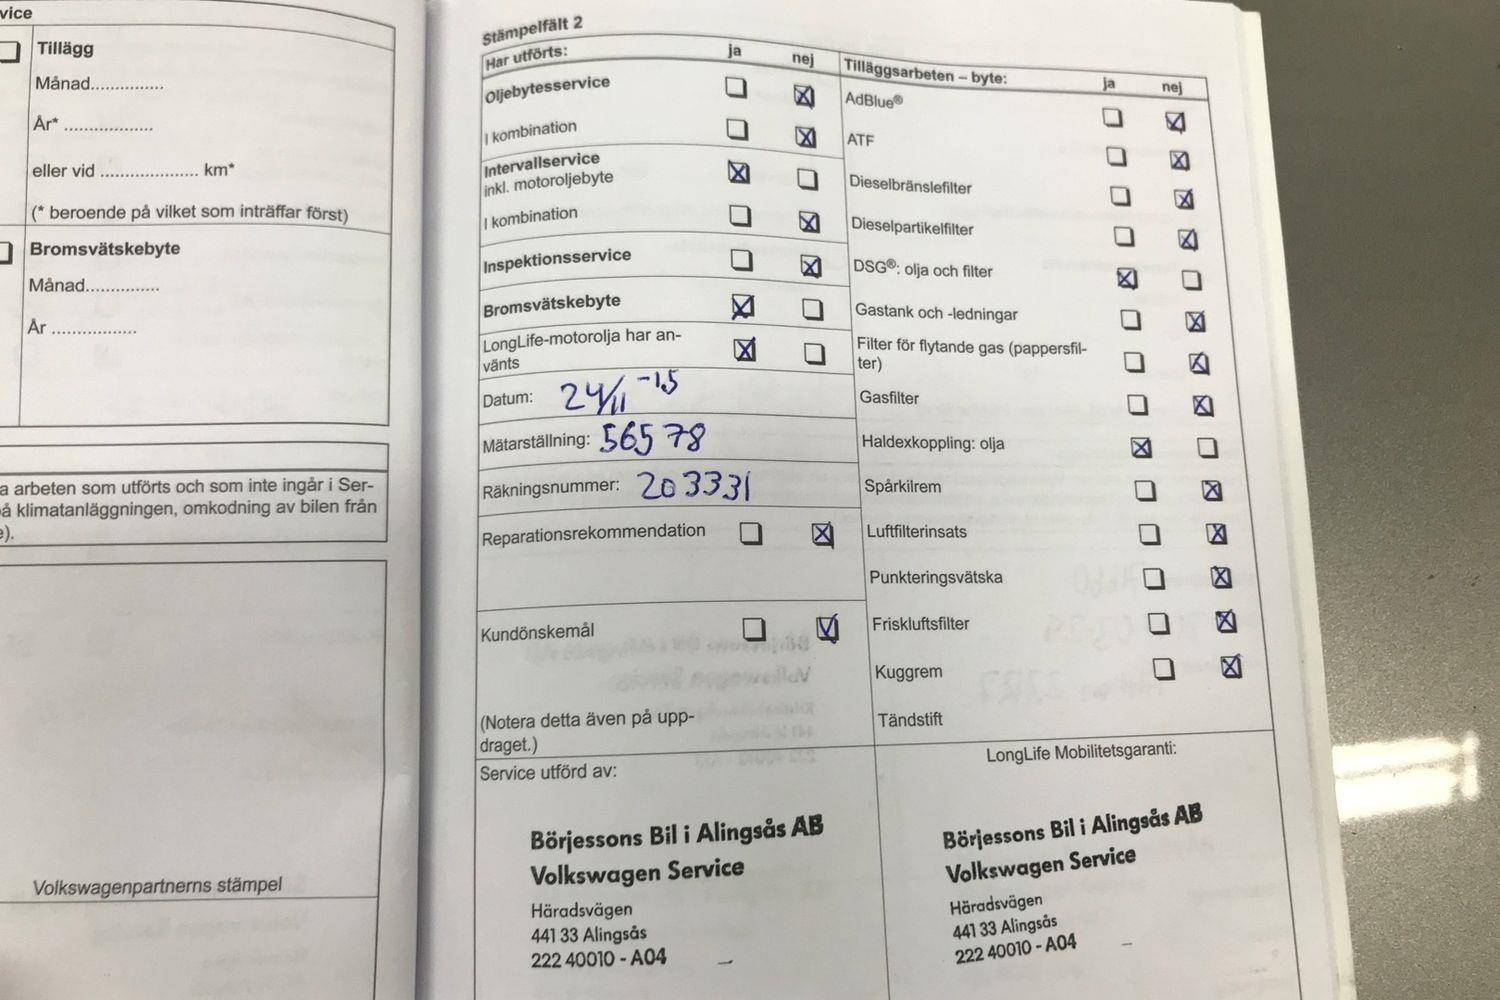 vice
Tillägg
Månad..............
År* ..................
eller vid .................... km*
(* beroende på vilket som inträffar först)
Bromsvätskebyte
Månad...............
År .................
a arbeten som utförts och som inte ingår i Ser-
å klimatanläggningen, omkodning av bilen från
e).
Volkswagenpartnerns stämpel
Stämpelfält 2
Har utförts: ja nej
Oljebytesservice
I kombination
Intervallservice
inkl. motoroljebyte
I kombination
Inspektionsservice
Bromsvätskebyte
LongLife-motorolja har an-
vänts
Datum: 24/11 -15
Mätarställning: 56578
Räkningsnummer: 203331
Reparationsrekommendation
Kundönskemål
(Notera detta även på upp-
draget.)
Tilläggsarbeten – byte: ja nej
AdBlue®
ATF
Dieselbränslefilter
Dieselpartikelfilter
DSG®: olja och filter
Gastank och -ledningar
Filter för flytande gas (pappersfil-
ter)
Gasfilter
Haldexkoppling: olja
Spårkilrem
Luftfilterinsats
Punkteringsvätska
Friskluftsfilter
Kuggrem
Tändstift
Service utförd av:
Börjessons Bil i Alingsås AB
Volkswagen Service
Häradsvägen
441 33 Alingsås
222 40010 - A04
LongLife Mobilitetsgaranti:
Börjessons Bil i Alingsås AB
Volkswagen Service
Häradsvägen
441 33 Alingsås
222 40010 - A04